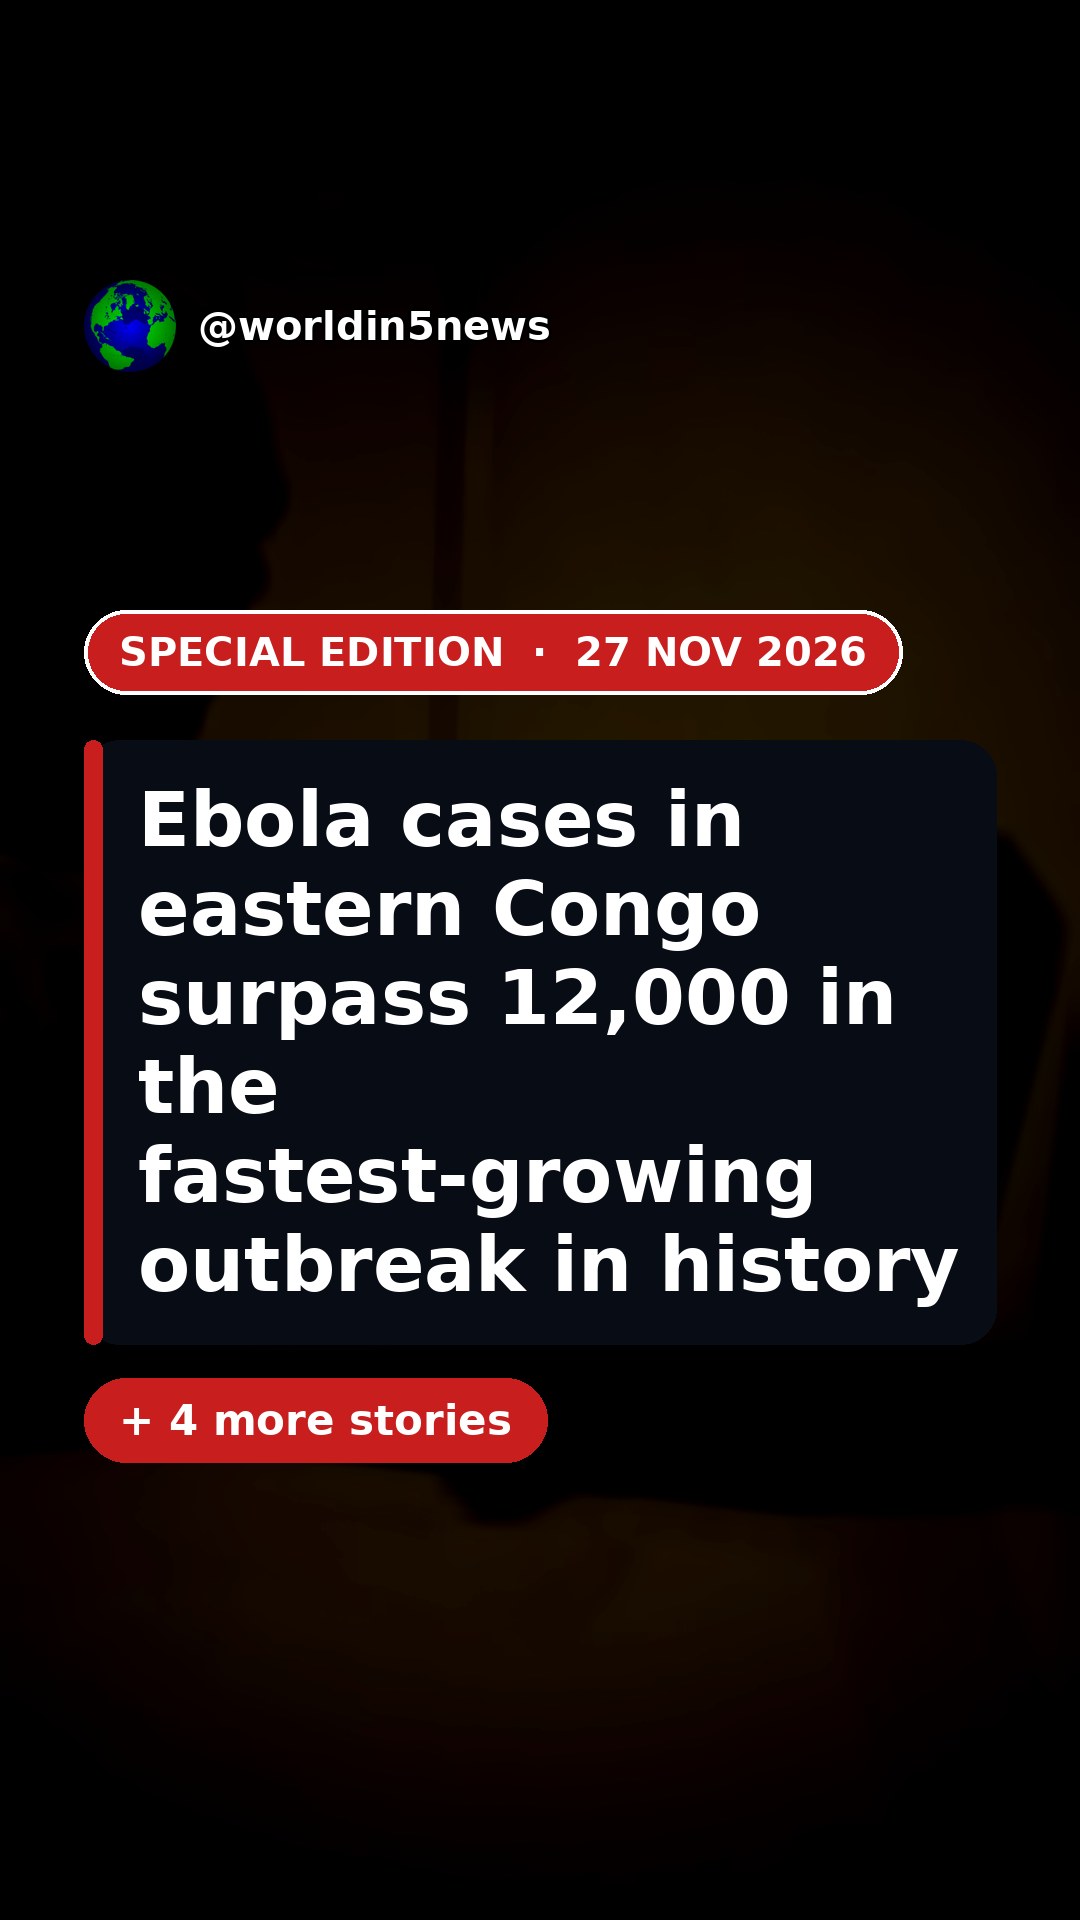 @worldin5news
SPECIAL EDITION · 27 NOV 2026
Ebola cases in
eastern Congo
surpass 12,000 in
the
fastest-growing
outbreak in history
+ 4 more stories